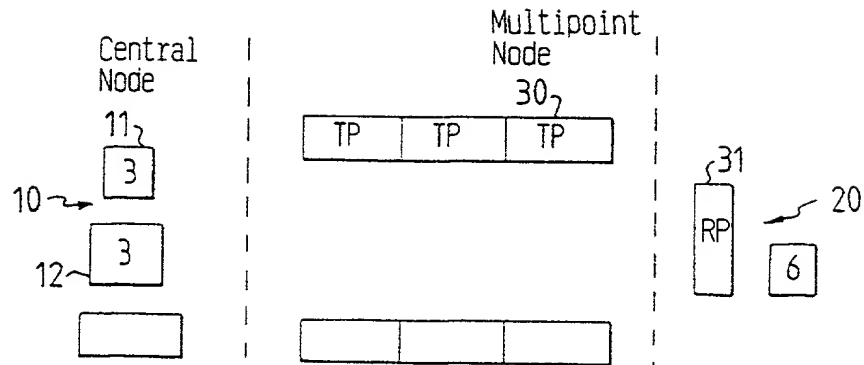 Central
Node
Multipoint
Node
11
30
3
TP TP TP
31
10
20
RP
3
12
6